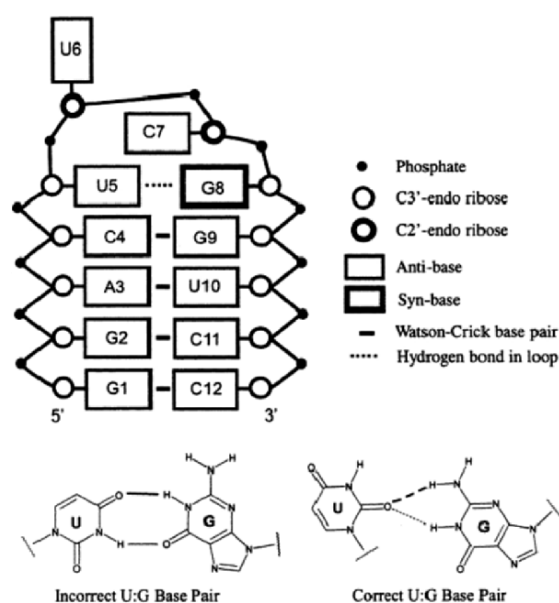 U6
C7
U5 G8
C4 G9
A3 U10
G2 C11
G1 C12
5' 3'
Phosphate
C3'-endo ribose
C2'-endo ribose
Anti-base
Syn-base
Watson-Crick base pair
Hydrogen bond in loop
O H N H
U N H O N G N N N H
O
Incorrect U:G Base Pair
O N H O
U N H N H
O H N G N
O N N
Correct U:G Base Pair